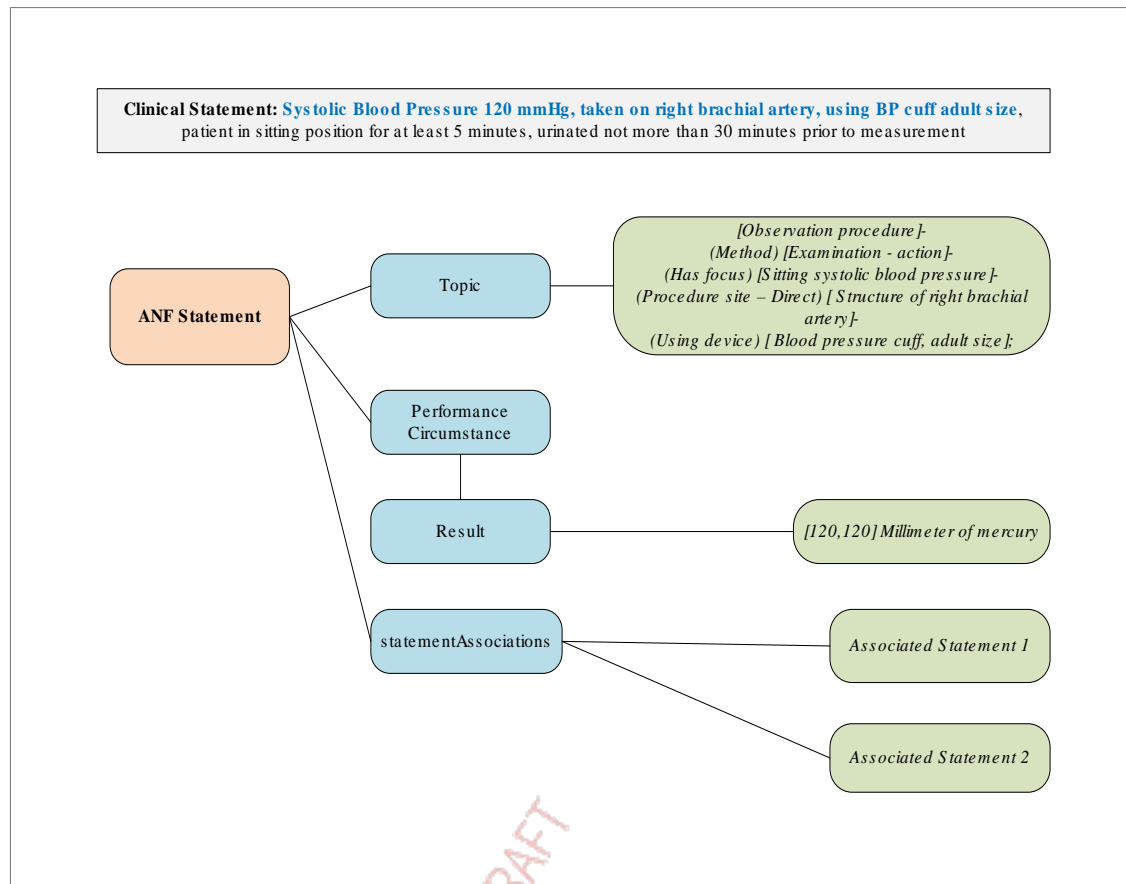 Clinical Statement: Systolic Blood Pressure 120 mmHg, taken on right brachial artery, using BP cuff adult size,
patient in sitting position for at least 5 minutes, urinated not more than 30 minutes prior to measurement
[Observation procedure]-
(Method) [Examination - action]-
(Has focus) [Sitting systolic blood pressure]-
(Procedure site – Direct) [ Structure of right brachial
artery]-
(Using device) [ Blood pressure cuff, adult size];
Topic
ANF Statement
Performance
Circumstance
Result
[120,120] Millimeter of mercury
statementAssociations
Associated Statement 1
Associated Statement 2